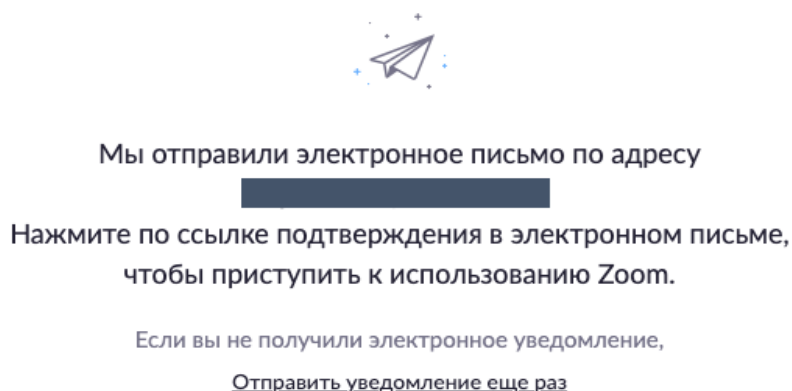 Мы отправили электронное письмо по адресу
Нажмите по ссылке подтверждения в электронном письме,
чтобы приступить к использованию Zoom.
Если вы не получили электронное уведомление,
Отправить уведомление еще раз